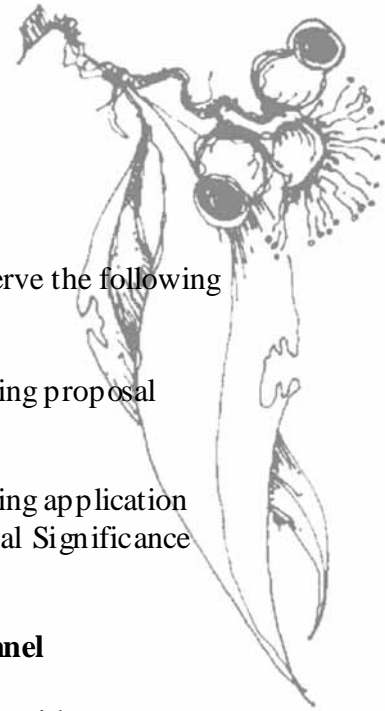 erve the following
ing proposal
ing application
al Significance
nel